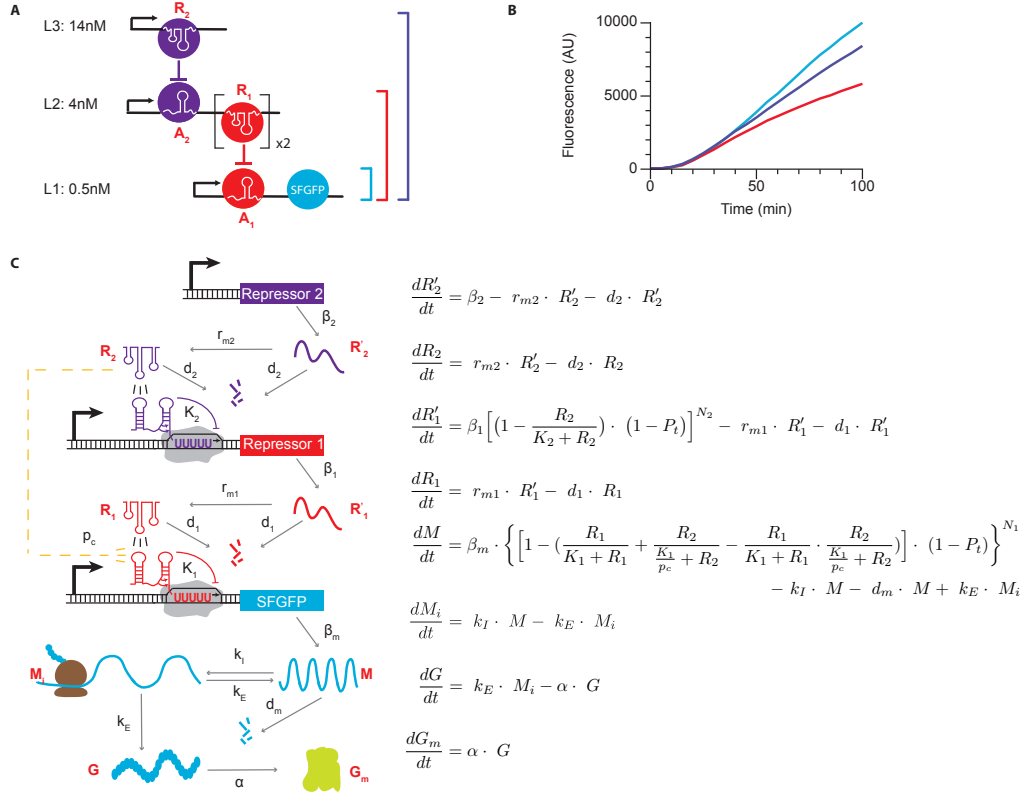 A
L3: 14nM
R2
L2: 4nM
A2
R1
x2
L1: 0.5nM
A1
SFGFP
B
Fluorescence (AU)
10000
5000
0
0
50
100
Time (min)
C
Repressor 2
β2
R2
rm2
R'2
d2
d2
K2
UUUUU
Repressor 1
β1
R1
rm1
R'1
d1
d1
pc
K1
UUUUU
SFGFP
βm
Mi
kI
kE
M
dm
kE
G
α
Gm
dR'2/dt = β2 − rm2 · R'2 − d2 · R'2
dR2/dt = rm2 · R'2 − d2 · R2
dR'1/dt = β1[(1 − R2/(K2 + R2)) · (1 − Pt)]^N2 − rm1 · R'1 − d1 · R'1
dR1/dt = rm1 · R'1 − d1 · R1
dM/dt = βm · {[1 − (R1/(K1 + R1) + R2/(K1/pc + R2) − R1/(K1 + R1) · R2/(K1/pc + R2))] · (1 − Pt)}^N1
− kI · M − dm · M + kE · Mi
dMi/dt = kI · M − kE · Mi
dG/dt = kE · Mi − α · G
dGm/dt = α · G